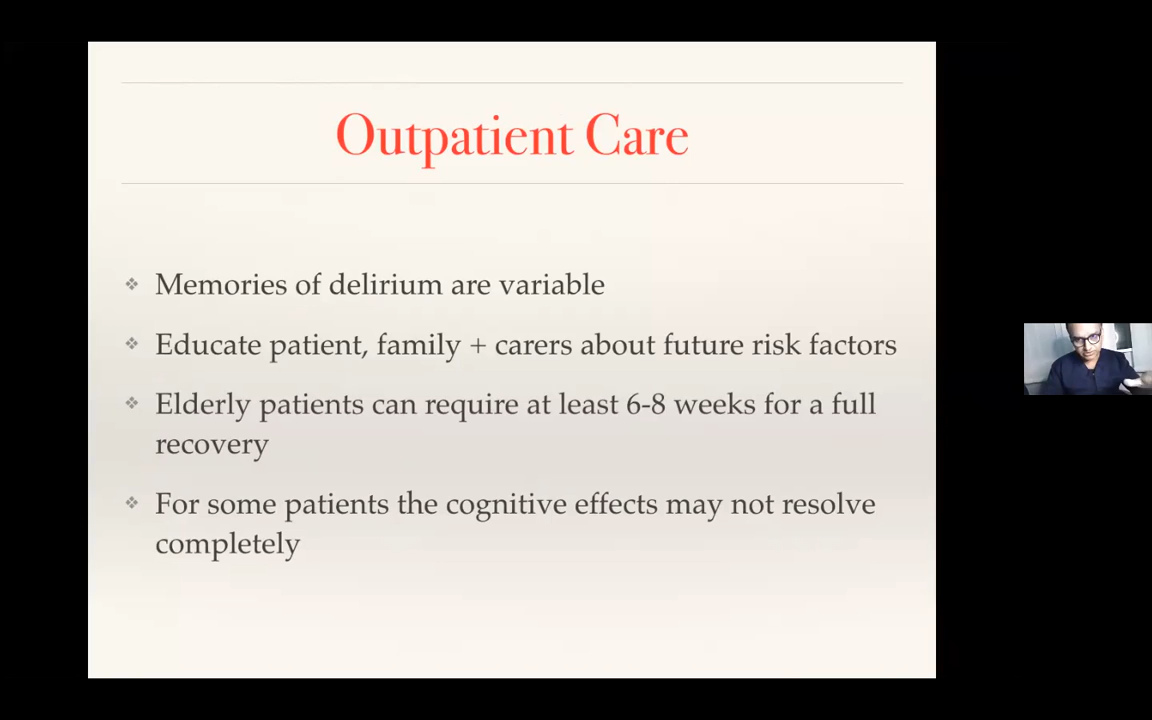 Outpatient Care
Memories of delirium are variable
Educate patient, family + carers about future risk factors
Elderly patients can require at least 6-8 weeks for a full
recovery
For some patients the cognitive effects may not resolve
completely